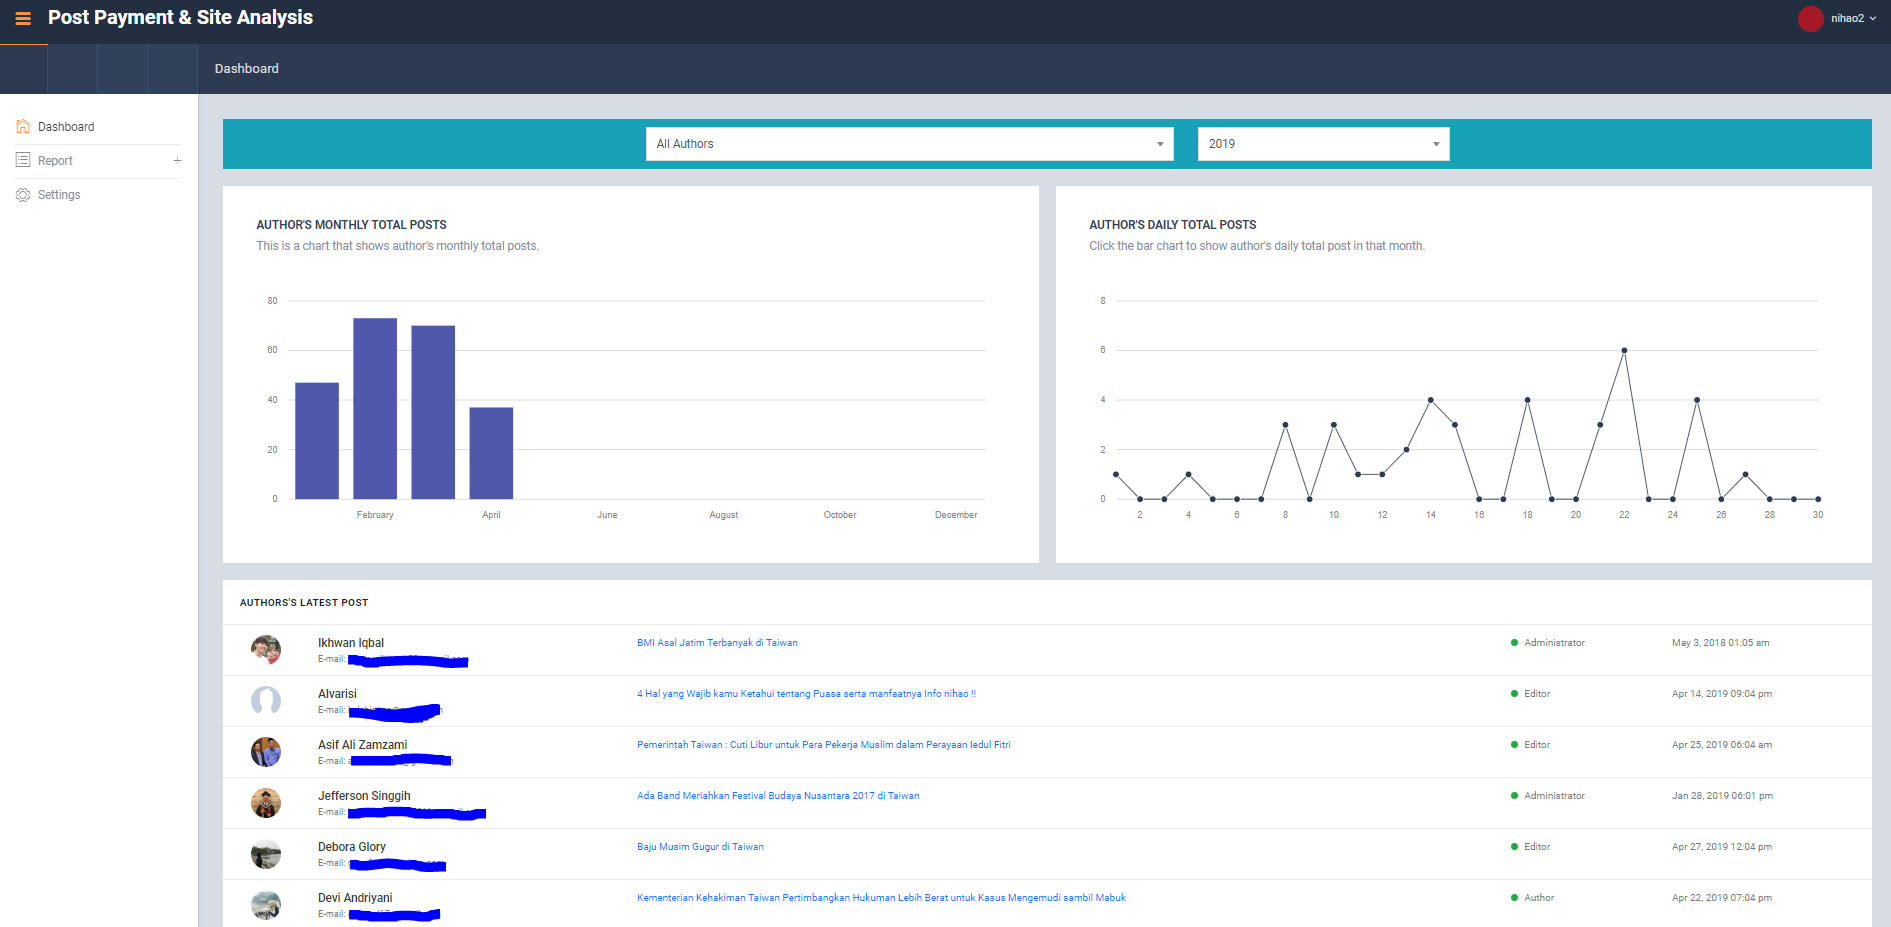 Post Payment & Site Analysis
nihao2
Dashboard
Dashboard
Report
Settings
All Authors
2019
AUTHOR'S MONTHLY TOTAL POSTS
This is a chart that shows author's monthly total posts.
80
60
40
20
0
February April June August October December
AUTHOR'S DAILY TOTAL POSTS
Click the bar chart to show author's daily total post in that month.
8
6
4
2
0
2 4 6 8 10 12 14 16 18 20 22 24 26 28 30
AUTHORS'S LATEST POST
Ikhwan Iqbal
E-mail:
BMI Asal Jatim Terbanyak di Taiwan
Administrator
May 3, 2018 01:05 am
Alvarisi
E-mail:
4 Hal yang Wajib kamu Ketahui tentang Puasa serta manfaatnya Info nihao !!
Editor
Apr 14, 2019 09:04 pm
Asif Ali Zamzami
E-mail:
Pemerintah Taiwan : Cuti Libur untuk Para Pekerja Muslim dalam Perayaan Iedul Fitri
Editor
Apr 25, 2019 06:04 am
Jefferson Singgih
E-mail:
Ada Band Meriahkan Festival Budaya Nusantara 2017 di Taiwan
Administrator
Jan 28, 2019 06:01 pm
Debora Glory
E-mail:
Baju Musim Gugur di Taiwan
Editor
Apr 27, 2019 12:04 pm
Devi Andriyani
E-mail:
Kementerian Kehakiman Taiwan Pertimbangkan Hukuman Lebih Berat untuk Kasus Mengemudi sambil Mabuk
Author
Apr 22, 2019 07:04 pm